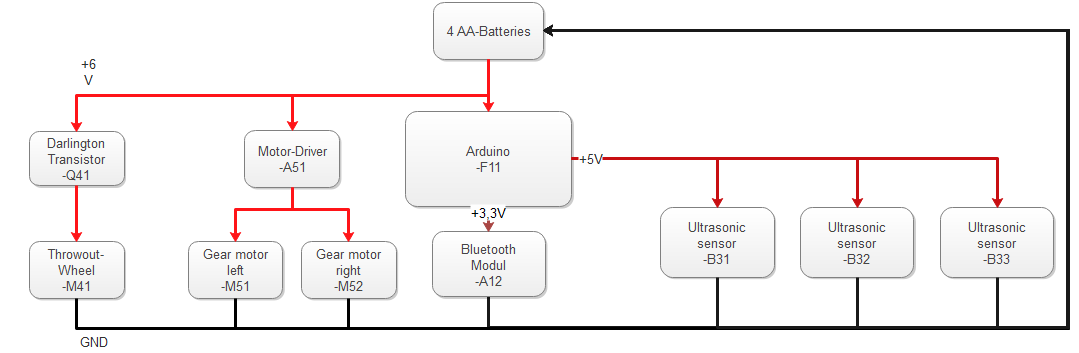 4 AA-Batteries
+6
V
Darlington
Transistor
-Q41
Motor-Driver
-A51
Arduino
-F11
+5V
+3,3V
Throwout-
Wheel
-M41
Gear motor
left
-M51
Gear motor
right
-M52
Bluetooth
Modul
-A12
Ultrasonic
sensor
-B31
Ultrasonic
sensor
-B32
Ultrasonic
sensor
-B33
GND